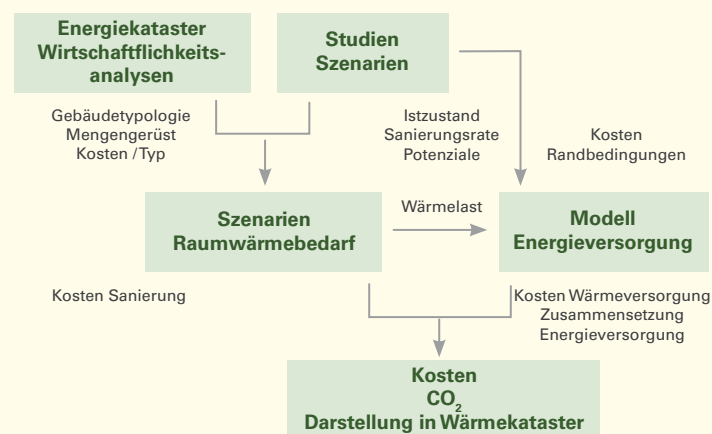 Energiekataster
Wirtschaftflichkeits-
analysen
Studien
Szenarien
Gebäudetypologie
Mengengerüst
Kosten / Typ
Istzustand
Sanierungsrate
Potenziale
Kosten
Randbedingungen
Szenarien
Raumwärmebedarf
Wärmelast
Modell
Energieversorgung
Kosten Sanierung
Kosten Wärmeversorgung
Zusammensetzung
Energieversorgung
Kosten
CO₂
Darstellung in Wärmekataster